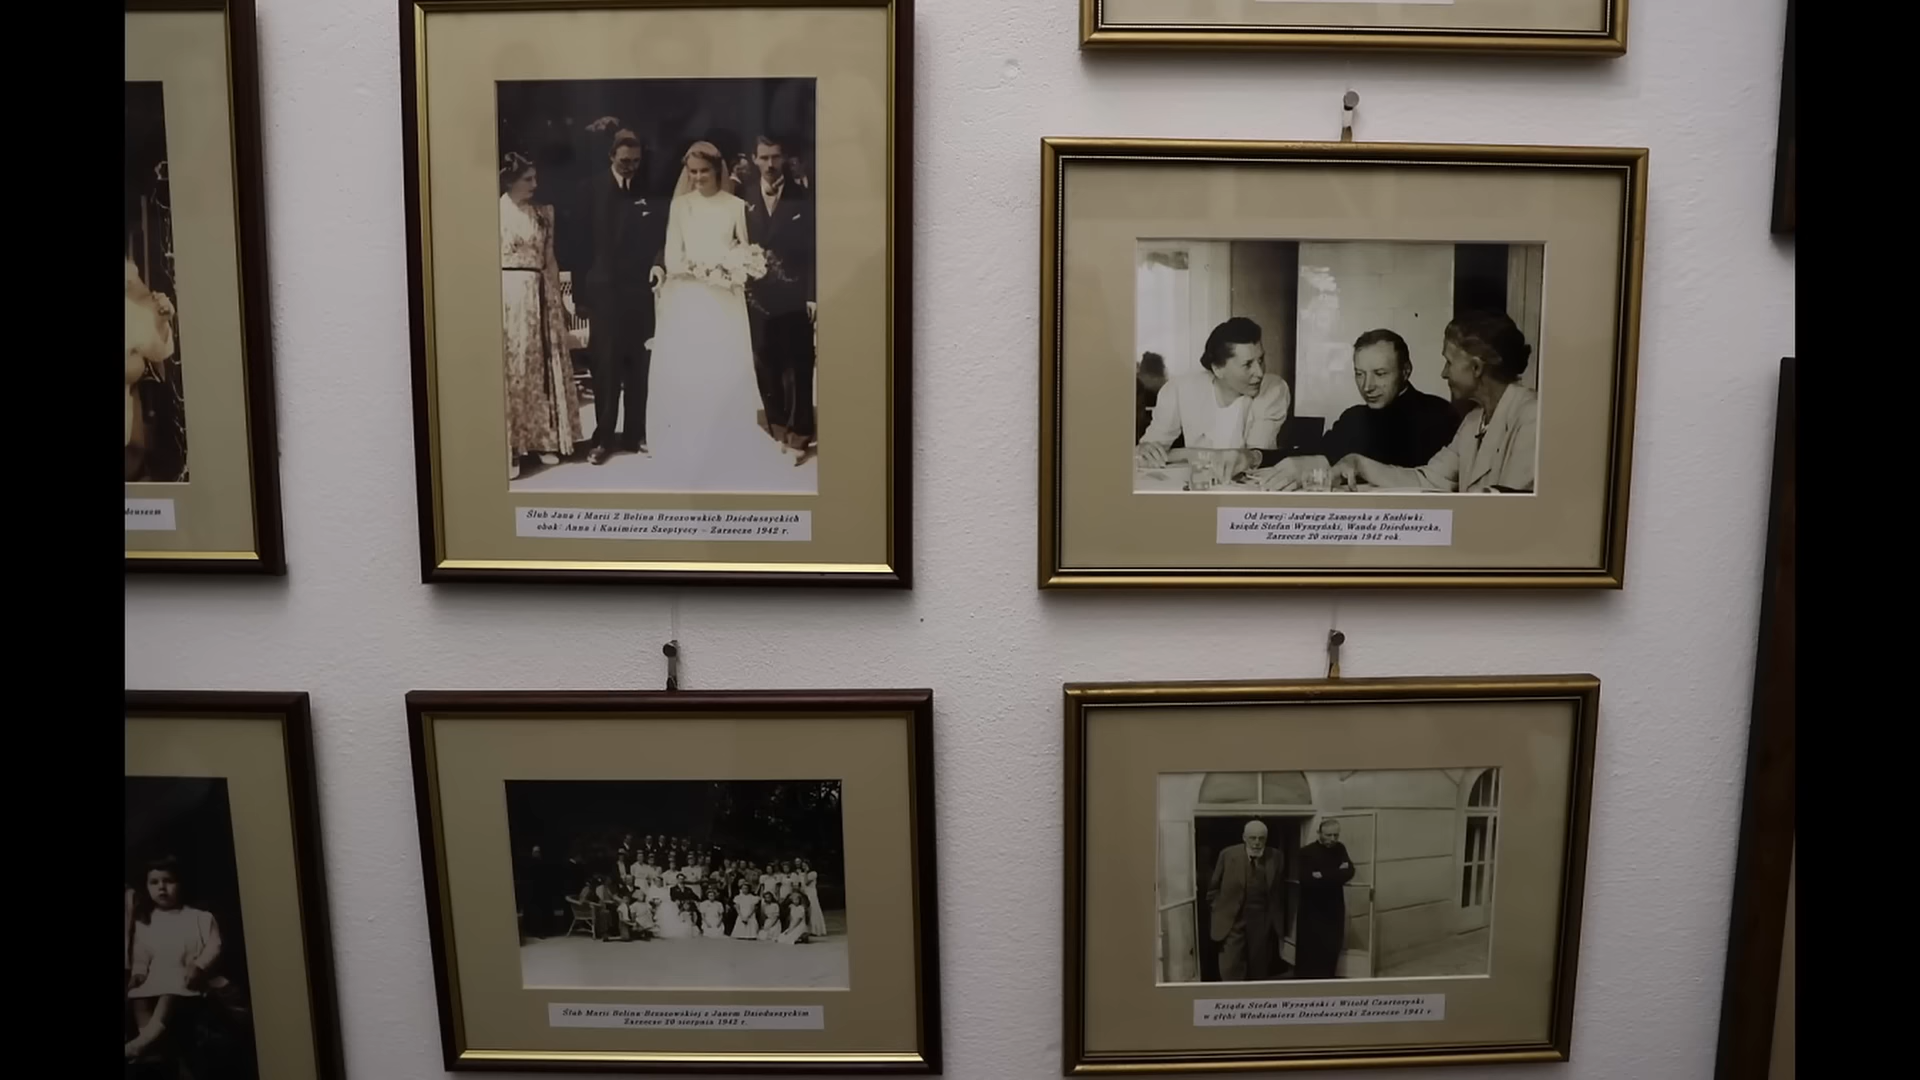 Ślub Jana i Marii Z Bolina Brzozowskich Dzieduszyckich
obok: Anna i Kazimierz Szeptyccy - Zarzecze 1942 r.
Od lewej: Jadwiga Zamoyska z Kozłówki,
ksiądz Stefan Wyszyński, Wanda Dzieduszycka,
Zarzecze 20 sierpnia 1942 rok.
Ślub Marii Bolina-Brzozowskiej z Janem Dzieduszyckim
Zarzecze 20 sierpnia 1942 r.
Ksiądz Stefan Wyszyński i Witold Czartoryski
w głębi Włodzimierz Dzieduszycki Zarzecze 1941 r.